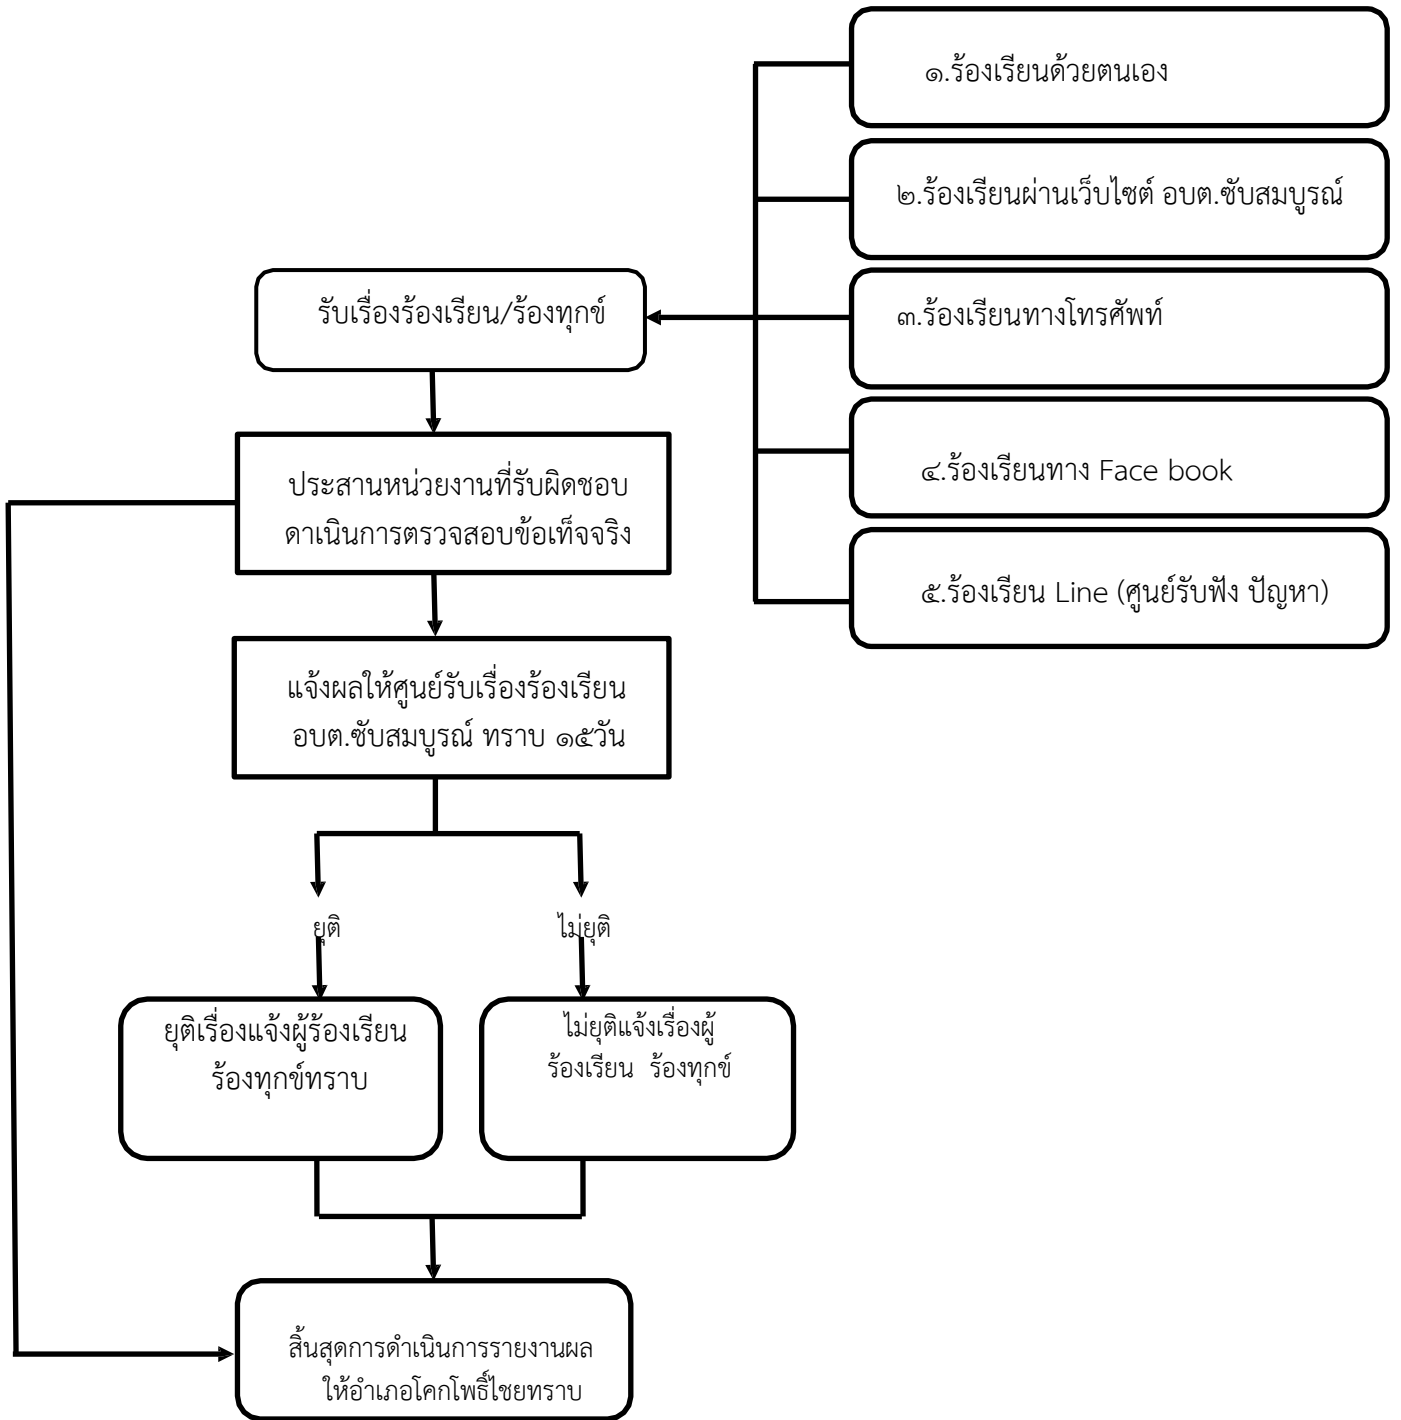 ๑.ร้องเรียนด้วยตนเอง
๒.ร้องเรียนผ่านเว็บไซต์ อบต.ซับสมบูรณ์
รับเรื่องร้องเรียน/ร้องทุกข์
๓.ร้องเรียนทางโทรศัพท์
๔.ร้องเรียนทาง Face book
๕.ร้องเรียน Line (ศูนย์รับฟัง ปัญหา)
ประสานหน่วยงานที่รับผิดชอบ
ดาเนินการตรวจสอบข้อเท็จจริง
แจ้งผลให้ศูนย์รับเรื่องร้องเรียน
อบต.ซับสมบูรณ์ ทราบ ๑๕วัน
ยุติ
ไม่ยุติ
ยุติเรื่องแจ้งผู้ร้องเรียน
ร้องทุกข์ทราบ
ไม่ยุติแจ้งเรื่องผู้
ร้องเรียน ร้องทุกข์
สิ้นสุดการดำเนินการรายงานผล
ให้อำเภอโคกโพธิ์ไชยทราบ